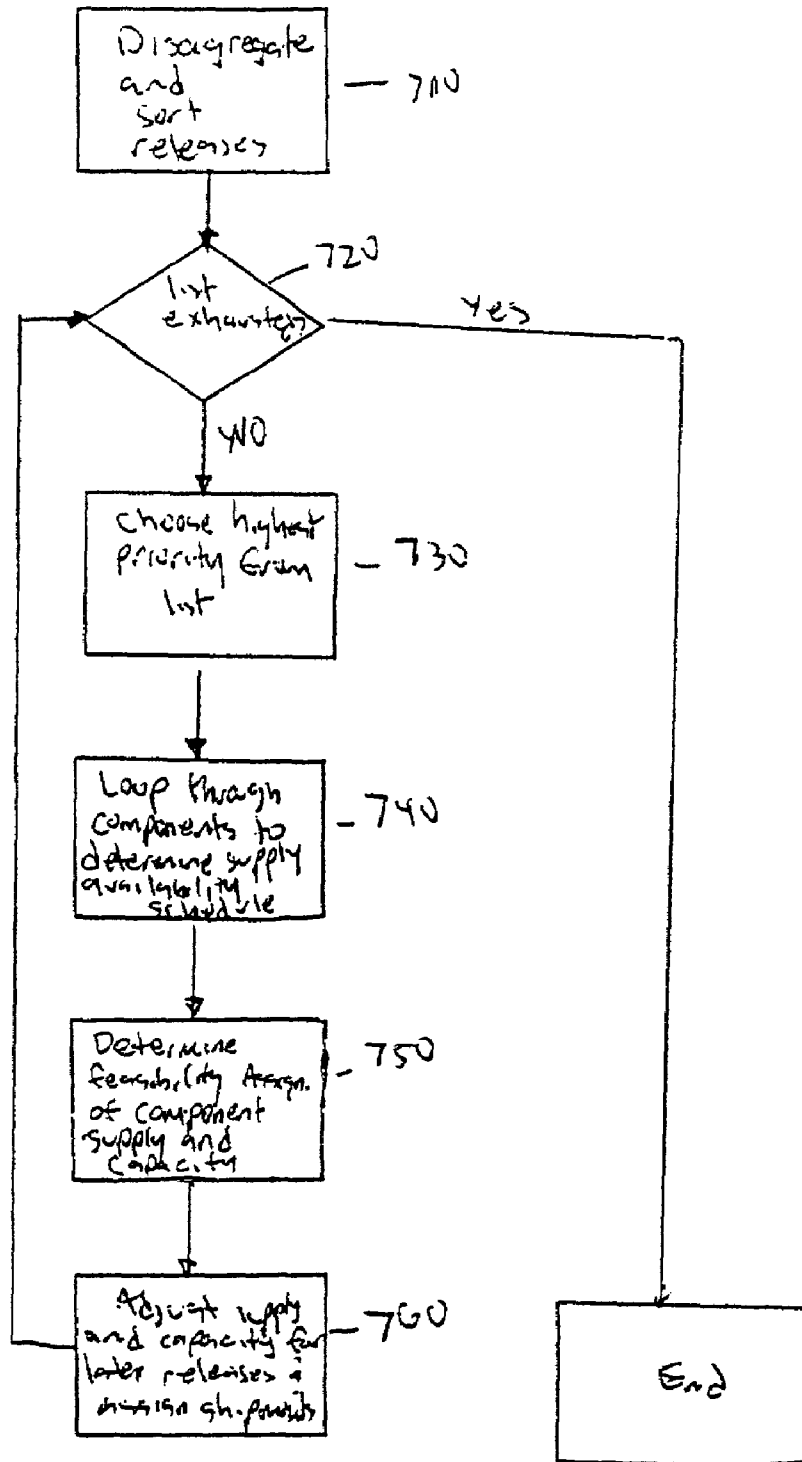 Disagregate
and
sort
releases
710
720
list
exhausted?
Yes
NO
choose highest
priority from
list
730
Loop through
components to
determine supply
availability
schedule
740
Determine
feasibility Assign.
of component
supply and
capacity
750
Adjust supply
and capacity for
later releases &
assign shipments
760
End